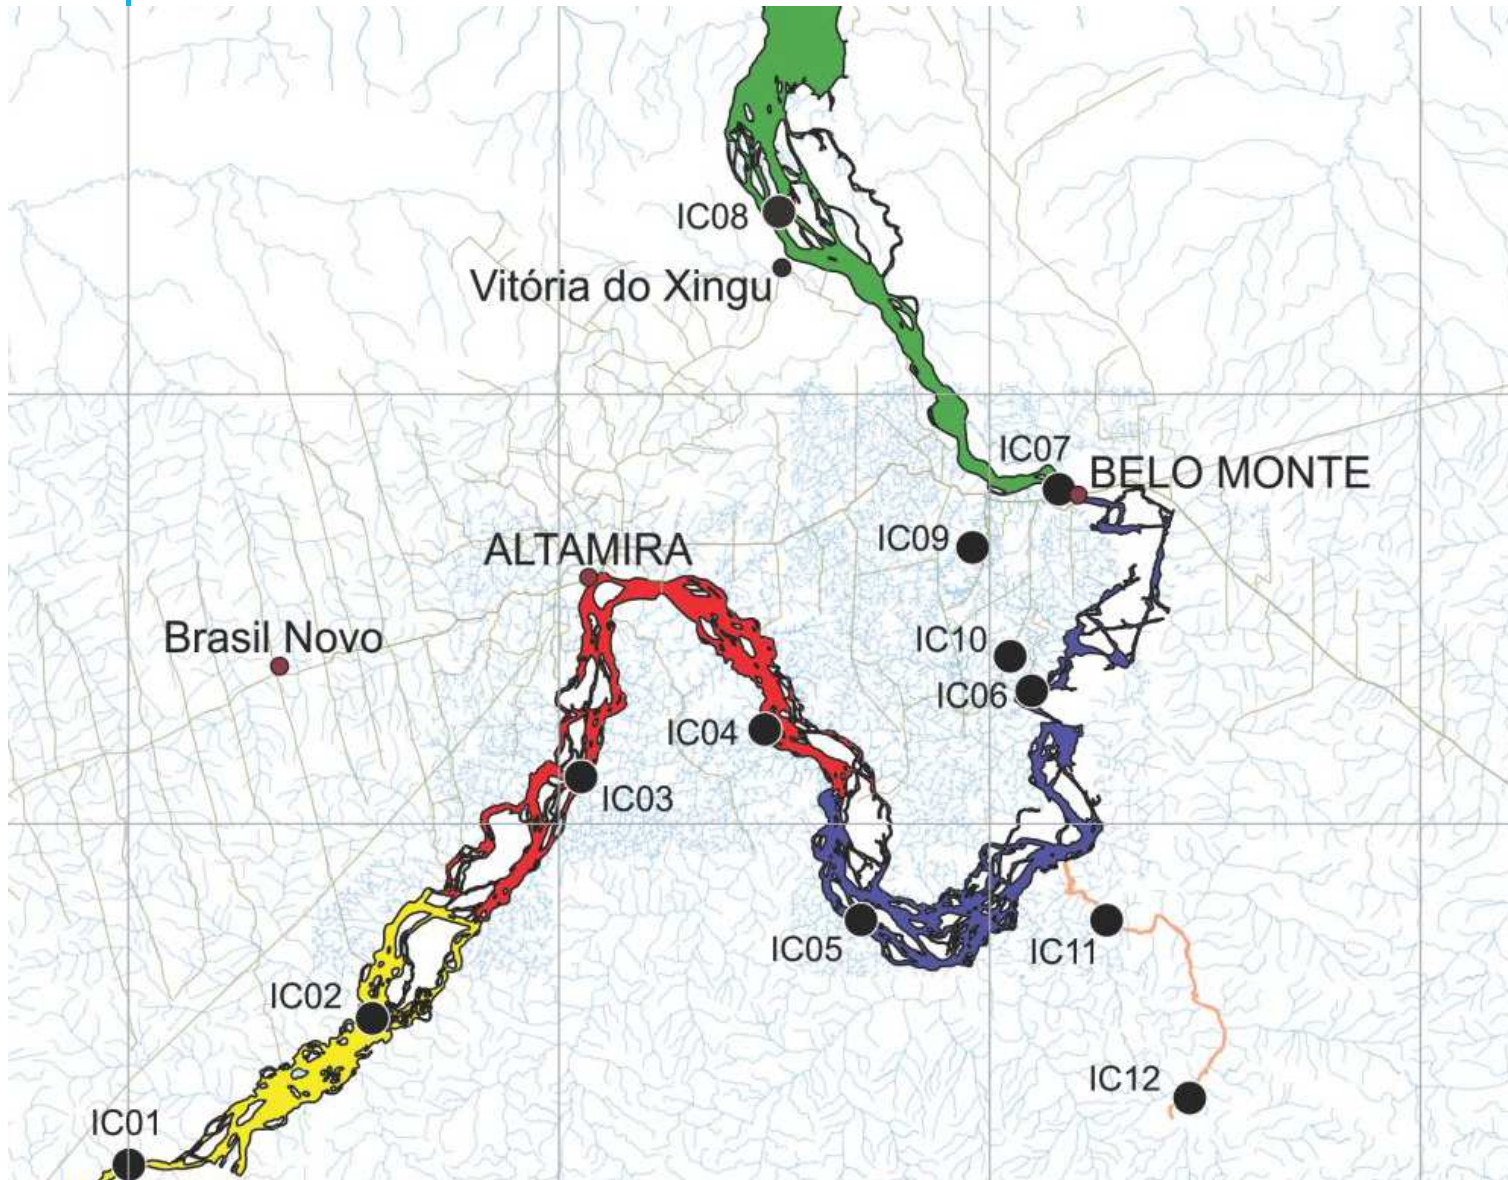 IC08
Vitória do Xingu
IC07
BELO MONTE
IC09
ALTAMIRA
Brasil Novo
IC10
IC06
IC04
IC03
IC05
IC11
IC02
IC12
IC01